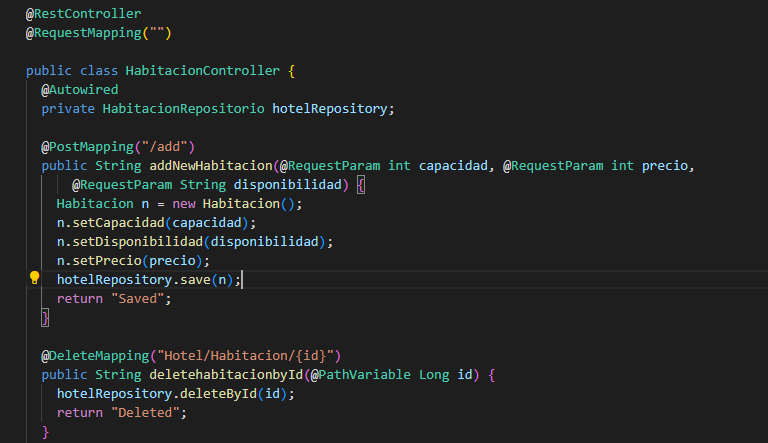 @RestController
@RequestMapping("")
public class HabitacionController {
@Autowired
private HabitacionRepositorio hotelRepository;
@PostMapping("/add")
public String addNewHabitacion(@RequestParam int capacidad, @RequestParam int precio,
@RequestParam String disponibilidad) {
Habitacion n = new Habitacion();
n.setCapacidad(capacidad);
n.setDisponibilidad(disponibilidad);
n.setPrecio(precio);
hotelRepository.save(n);
return "Saved";
}
@DeleteMapping("Hotel/Habitacion/{id}")
public String deletehabitacionbyId(@PathVariable Long id) {
hotelRepository.deleteById(id);
return "Deleted";
}